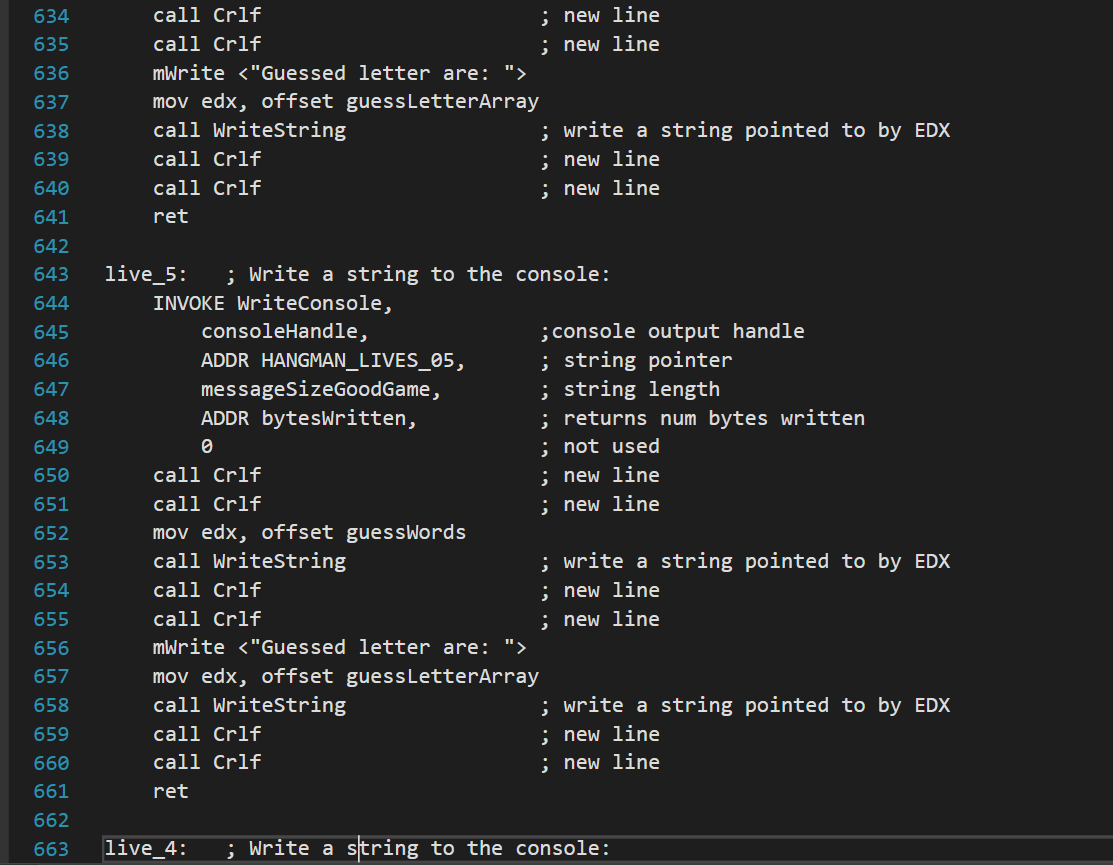 634 call Crlf ; new line
635 call Crlf ; new line
636 mWrite <"Guessed letter are: ">
637 mov edx, offset guessLetterArray
638 call WriteString ; write a string pointed to by EDX
639 call Crlf ; new line
640 call Crlf ; new line
641 ret
642
643 live_5: ; Write a string to the console:
644 INVOKE WriteConsole,
645 consoleHandle, ;console output handle
646 ADDR HANGMAN_LIVES_05, ; string pointer
647 messageSizeGoodGame, ; string length
648 ADDR bytesWritten, ; returns num bytes written
649 0 ; not used
650 call Crlf ; new line
651 call Crlf ; new line
652 mov edx, offset guessWords
653 call WriteString ; write a string pointed to by EDX
654 call Crlf ; new line
655 call Crlf ; new line
656 mWrite <"Guessed letter are: ">
657 mov edx, offset guessLetterArray
658 call WriteString ; write a string pointed to by EDX
659 call Crlf ; new line
660 call Crlf ; new line
661 ret
662
663 live_4: ; Write a string to the console: